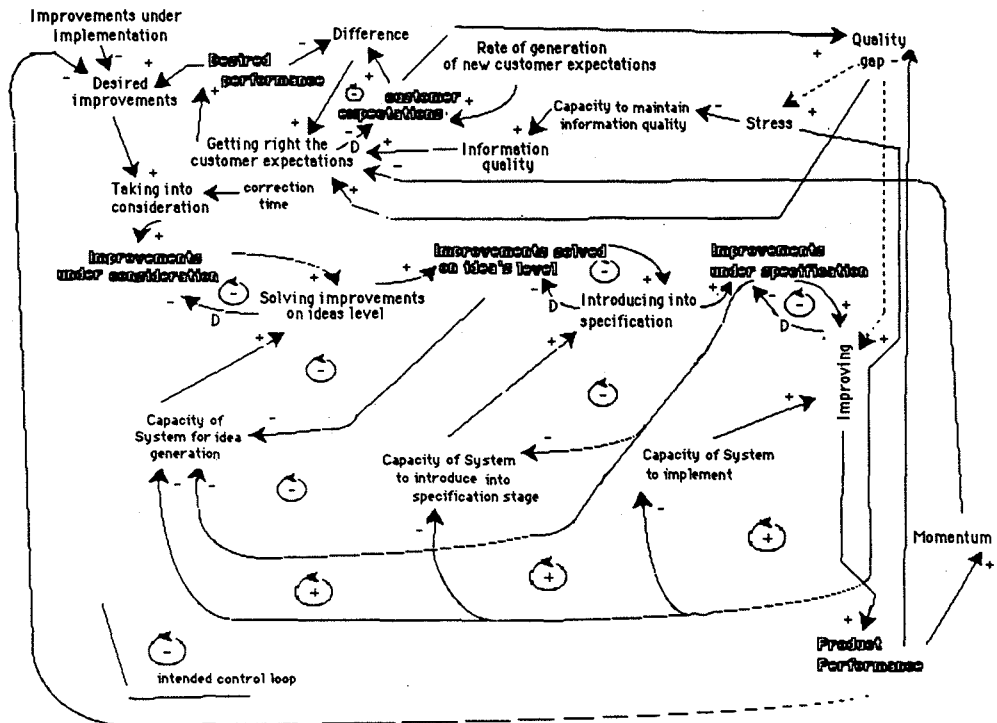 Improvements under
Implementation
Desired
improvements
Desired
performance
Difference
customer
expectations
Rate of generation
of new customer expectations
Quality
gap
Capacity to maintain
information quality
Stress
Getting right the
customer expectations
D
Information
quality
Taking into
consideration
correction
time
Improvements
under consideration
Solving improvements
on ideas level
D
Improvements solved
on idea's level
D
Introducing into
specification
Improvements
under specification
D
Improving
Capacity of
System for idea
generation
Capacity of System
to introduce into
specification stage
Capacity of System
to implement
Momentum
Product
Performance
intended control loop